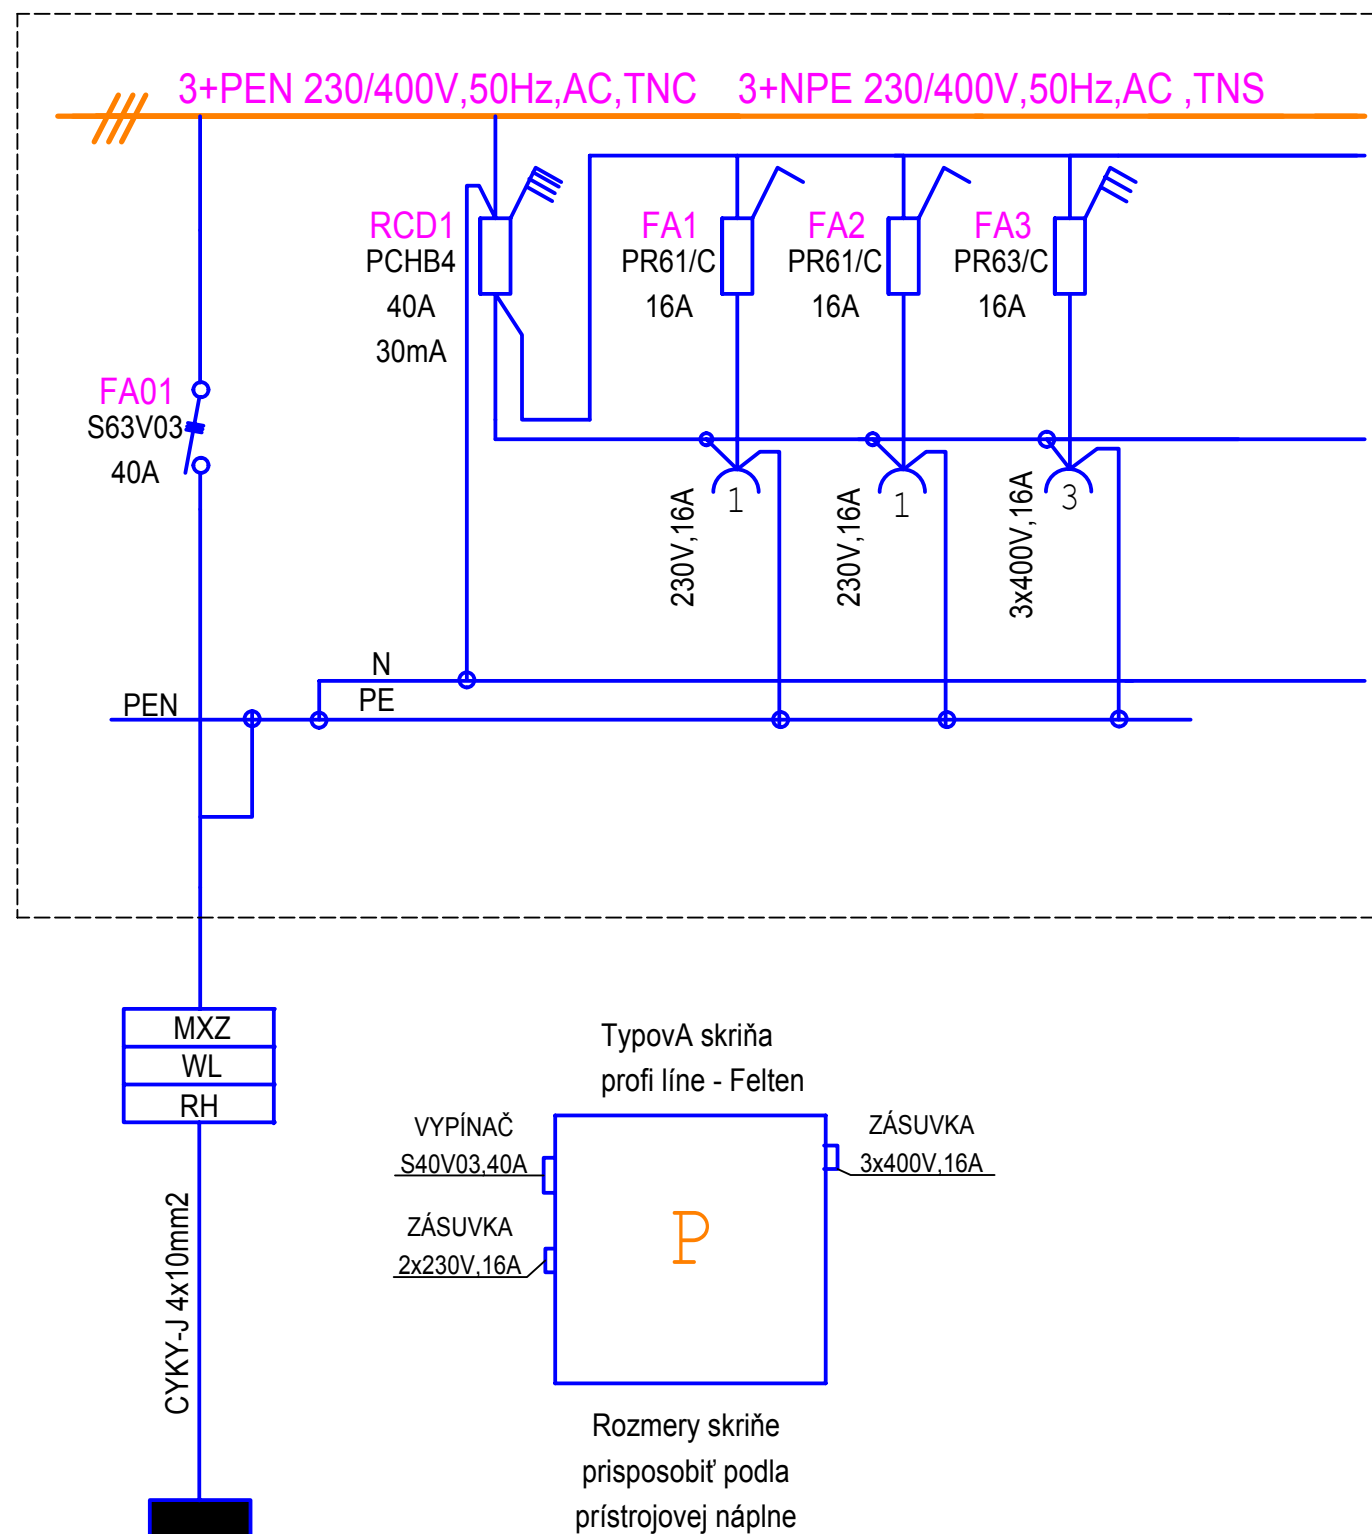 3+PEN 230/400V,50Hz,AC,TNC
3+NPE 230/400V,50Hz,AC ,TNS
RCD1
PCHB4
40A
30mA
FA1
PR61/C
16A
FA2
PR61/C
16A
FA3
PR63/C
16A
FA01
S63V03
40A
230V,16A
1
230V,16A
1
3x400V,16A
3
N
PE
PEN
MXZ
WL
RH
CYKY-J 4x10mm2
TypovA skriňa
profi líne - Felten
VYPÍNAČ
S40V03,40A
ZÁSUVKA
2x230V,16A
ZÁSUVKA
3x400V,16A
P
Rozmery skriňe
prisposobiť podla
prístrojovej náplne